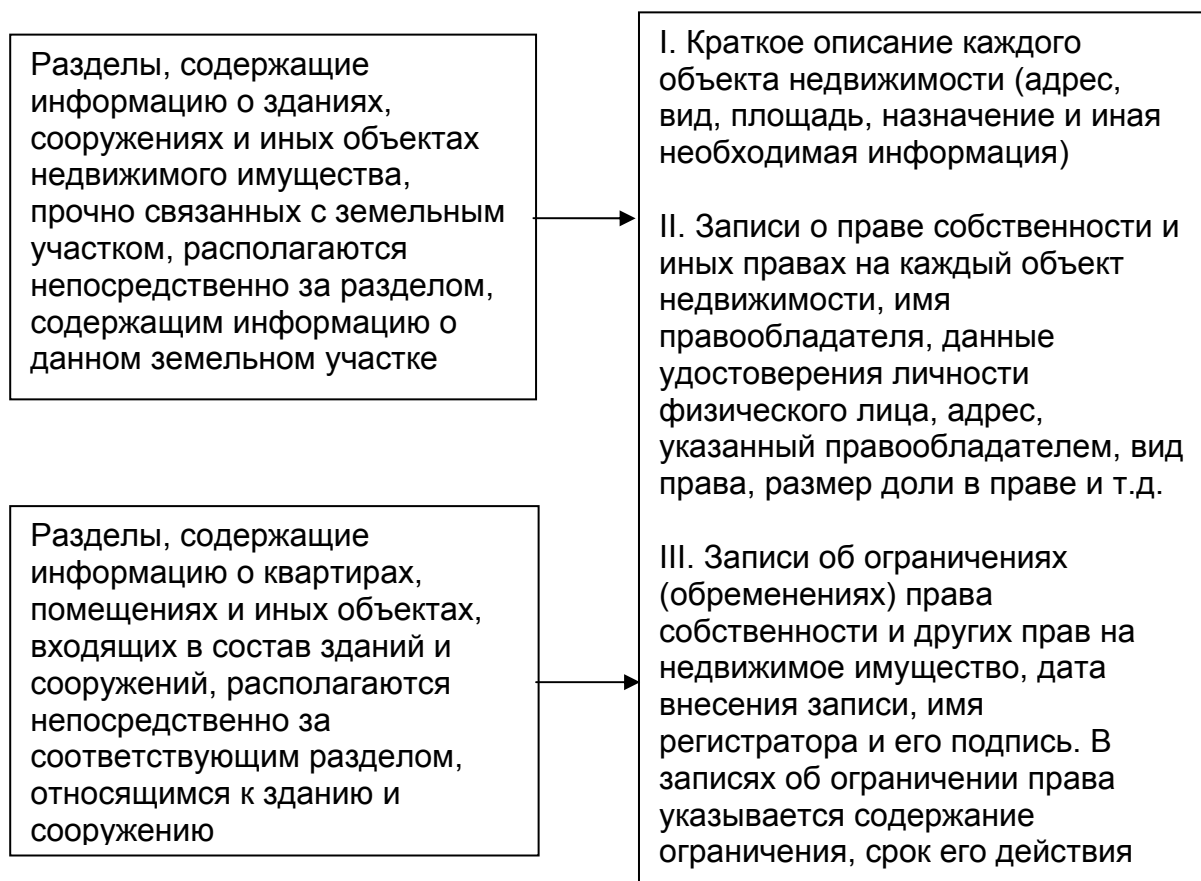 Разделы, содержащие
информацию о зданиях,
сооружениях и иных объектах
недвижимого имущества,
прочно связанных с земельным
участком, располагаются
непосредственно за разделом,
содержащим информацию о
данном земельном участке
Разделы, содержащие
информацию о квартирах,
помещениях и иных объектах,
входящих в состав зданий и
сооружений, располагаются
непосредственно за
соответствующим разделом,
относящимся к зданию и
сооружению
I. Краткое описание каждого
объекта недвижимости (адрес,
вид, площадь, назначение и иная
необходимая информация)
II. Записи о праве собственности и
иных правах на каждый объект
недвижимости, имя
правообладателя, данные
удостоверения личности
физического лица, адрес,
указанный правообладателем, вид
права, размер доли в праве и т.д.
III. Записи об ограничениях
(обременениях) права
собственности и других прав на
недвижимое имущество, дата
внесения записи, имя
регистратора и его подпись. В
записях об ограничении права
указывается содержание
ограничения, срок его действия